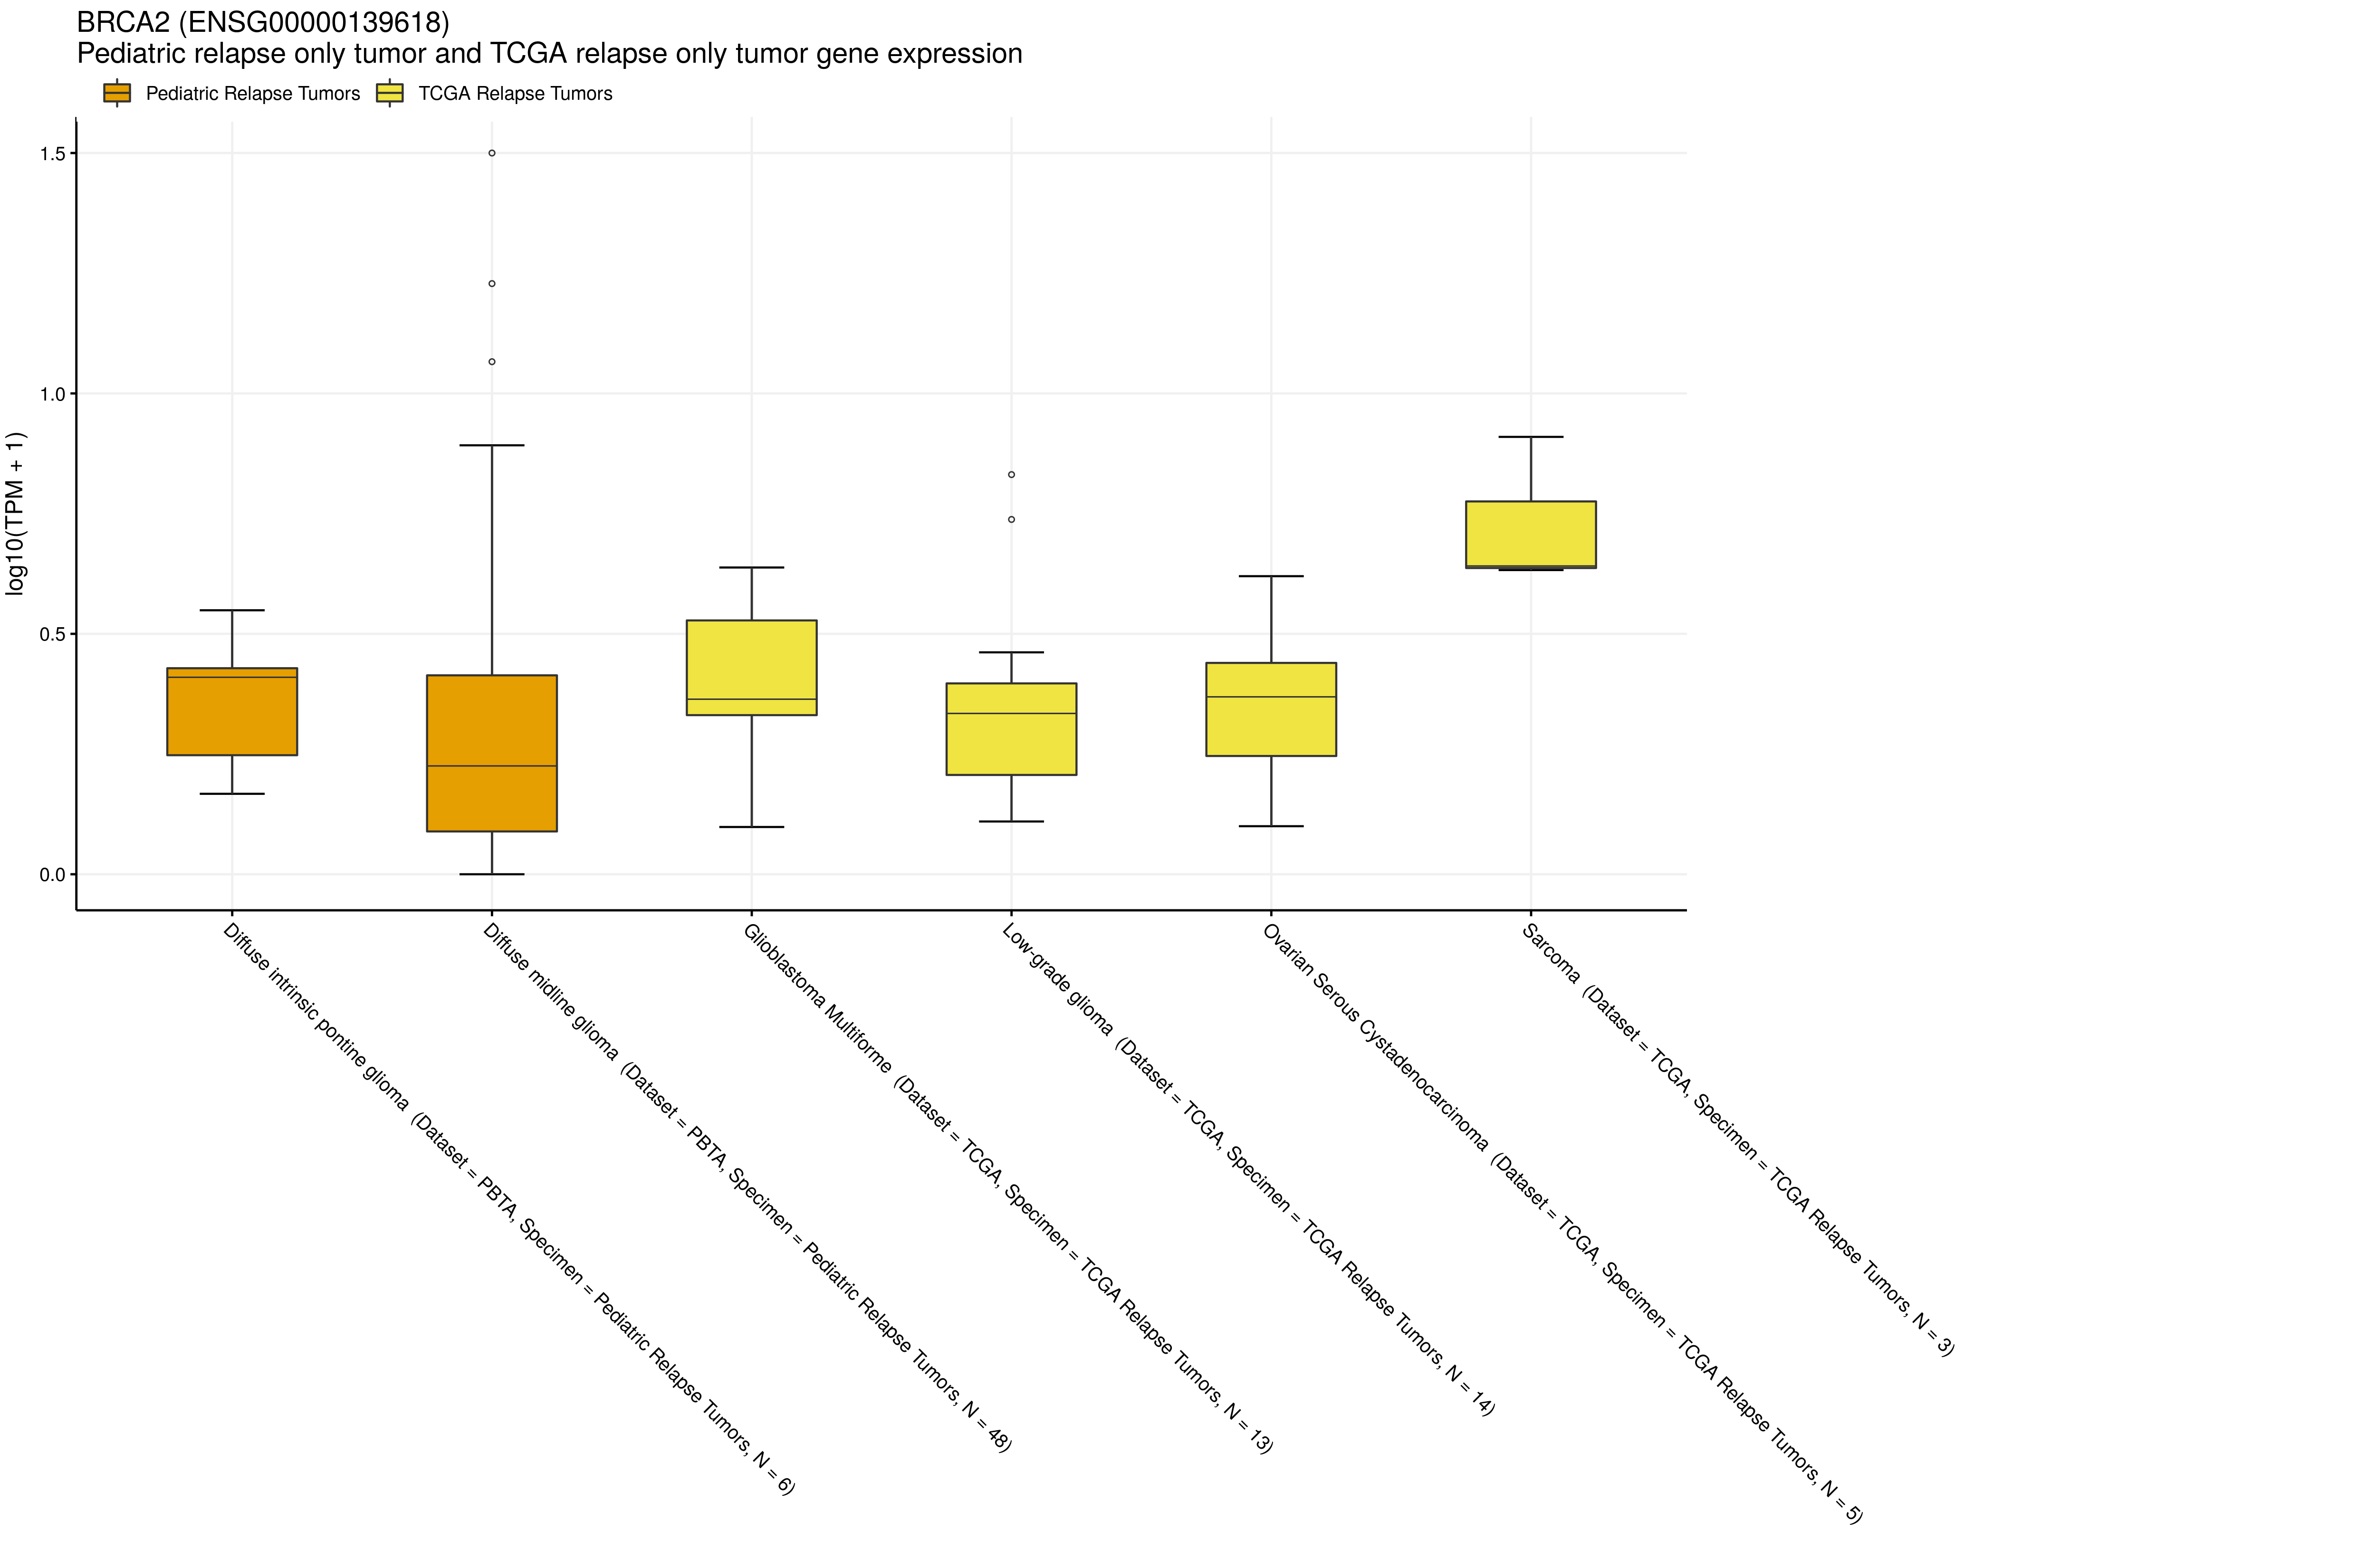 BRCA2 (ENSG00000139618)
Pediatric relapse only tumor and TCGA relapse only tumor gene expression
Pediatric Relapse Tumors
TCGA Relapse Tumors
log10(TPM + 1)
1.5
1.0
0.5
0.0
Diffuse intrinsic pontine glioma (Dataset = PBTA, Specimen = Pediatric Relapse Tumors, N = 6)
Diffuse midline glioma (Dataset = PBTA, Specimen = Pediatric Relapse Tumors, N = 48)
Glioblastoma Multiforme (Dataset = TCGA, Specimen = TCGA Relapse Tumors, N = 13)
Low-grade glioma (Dataset = TCGA, Specimen = TCGA Relapse Tumors, N = 14)
Ovarian Serous Cystadenocarcinoma (Dataset = TCGA, Specimen = TCGA Relapse Tumors, N = 5)
Sarcoma (Dataset = TCGA, Specimen = TCGA Relapse Tumors, N = 3)